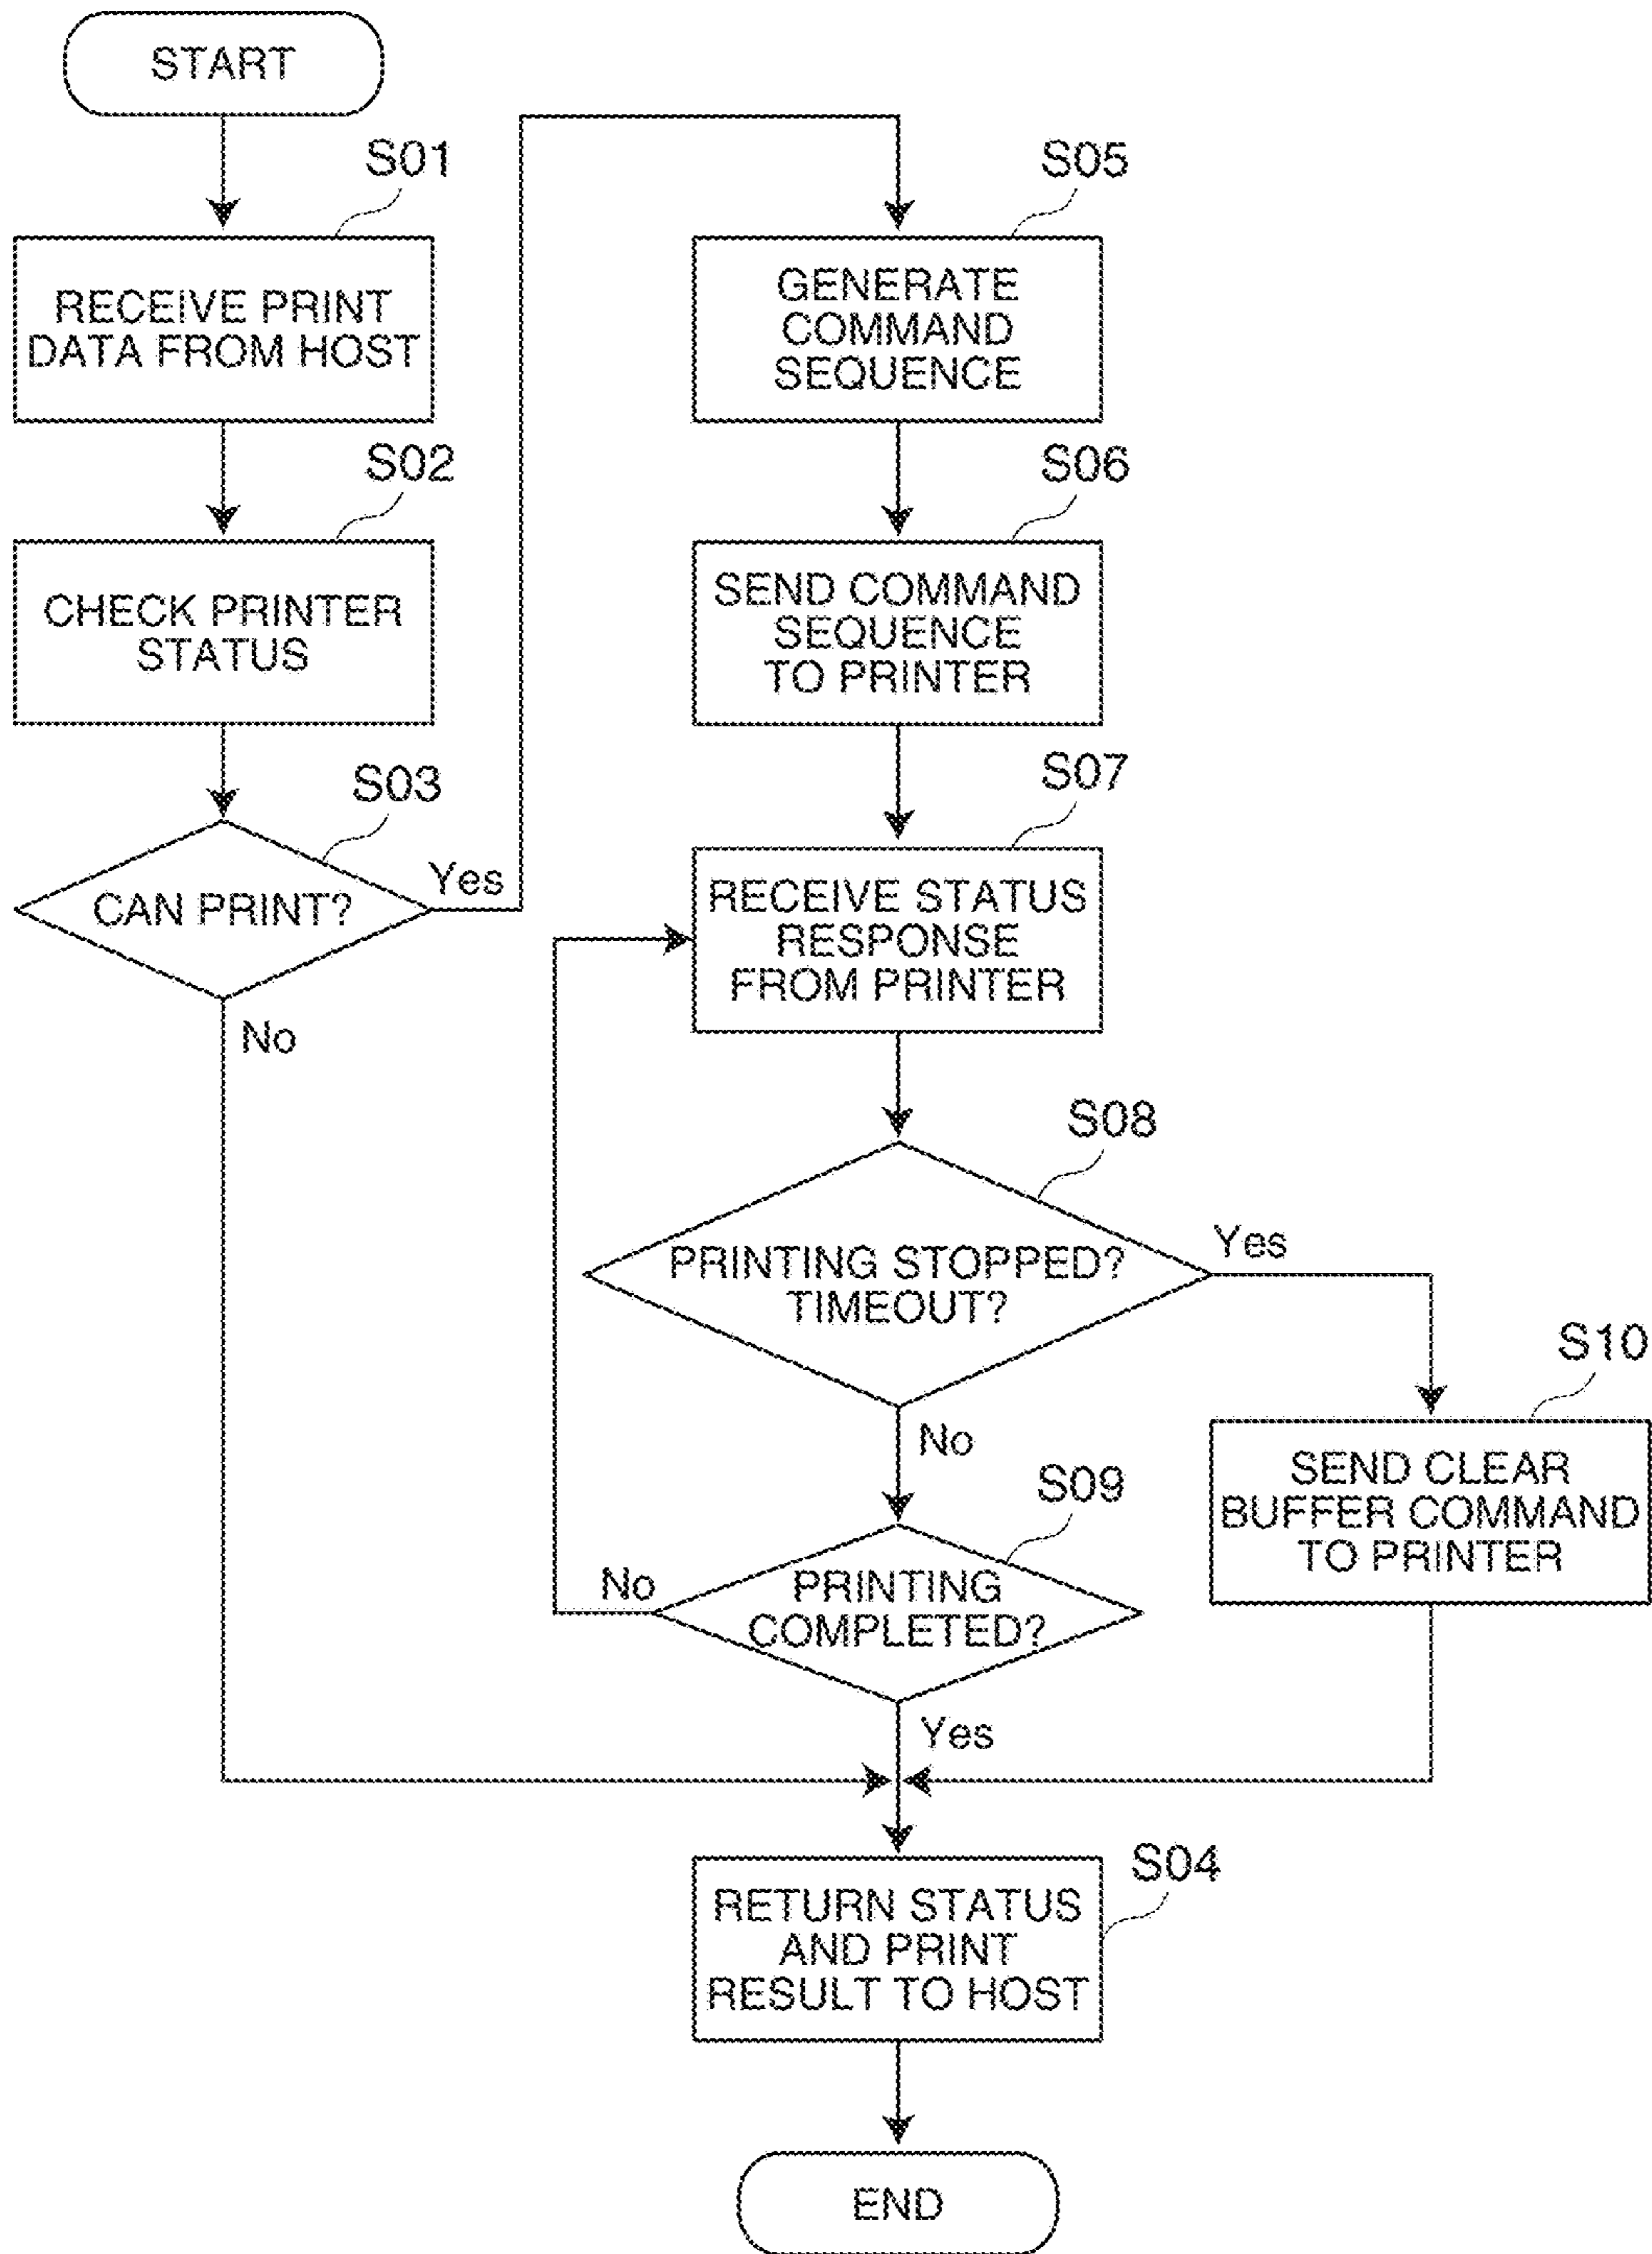 START
S01
RECEIVE PRINT
DATA FROM HOST
S02
CHECK PRINTER
STATUS
S03
CAN PRINT?
Yes
No
S05
GENERATE
COMMAND
SEQUENCE
S06
SEND COMMAND
SEQUENCE
TO PRINTER
S07
RECEIVE STATUS
RESPONSE
FROM PRINTER
S08
PRINTING STOPPED?
TIMEOUT?
Yes
No
S10
SEND CLEAR
BUFFER COMMAND
TO PRINTER
S09
PRINTING
COMPLETED?
No
Yes
S04
RETURN STATUS
AND PRINT
RESULT TO HOST
END